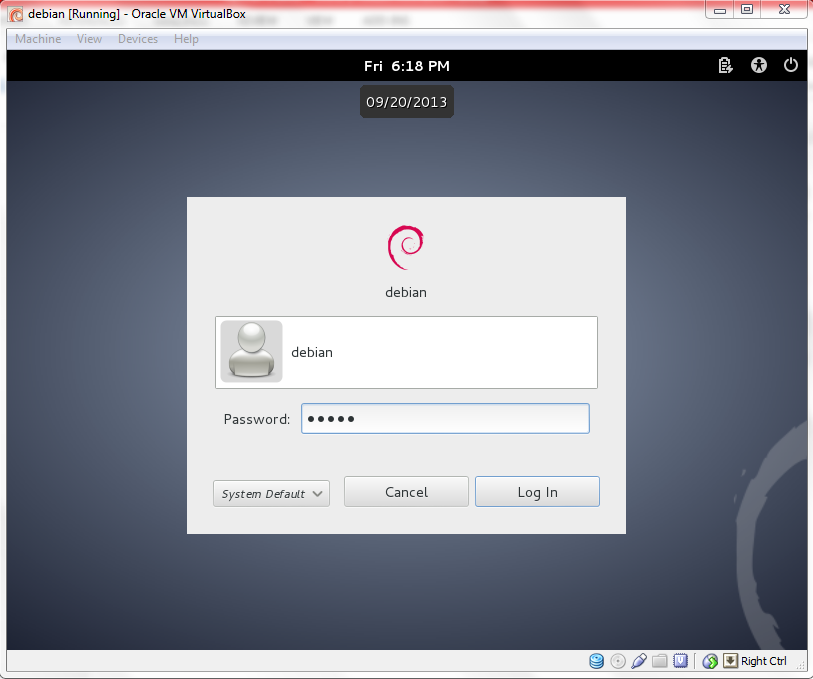 debian [Running] - Oracle VM VirtualBox
Machine View Devices Help
Fri 6:18 PM
09/20/2013
debian
debian
Password: •••••
System Default Cancel Log In
Right Ctrl